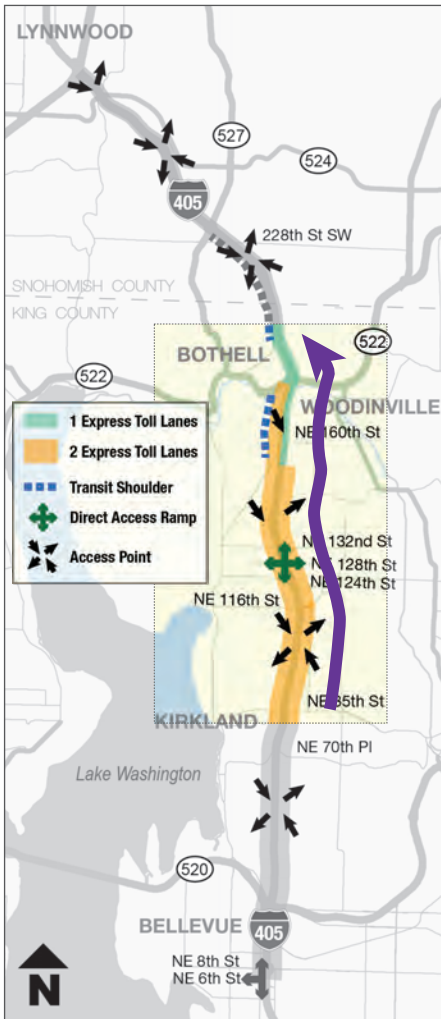 LYNNWOOD
527
524
405
228th St SW
SNOHOMISH COUNTY
KING COUNTY
522
BOTHELL
522
WOODINVILLE
NE 160th St
1 Express Toll Lanes
2 Express Toll Lanes
Transit Shoulder
Direct Access Ramp
Access Point
NE 132nd St
NE 128th St
NE 124th St
NE 116th St
NE 85th St
KIRKLAND
NE 70th Pl
Lake Washington
520
BELLEVUE
405
NE 8th St
NE 6th St
N